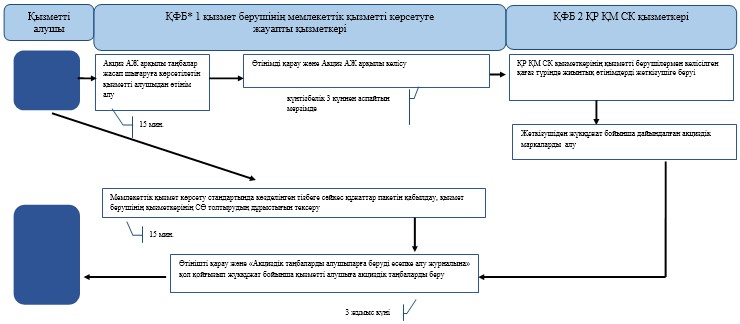 Қызметті
алушы
ҚФБ* 1 қызмет берушінің мемлекеттік қызметті көрсетуге
жауапты қызметкері
ҚФБ 2 ҚР ҚМ СК қызметкері
Акциз АЖ арқылы таңбалар
жасап шығаруға көрсетілетін
қызметті алушыдан өтінім
алу
Өтінімді қарау және Акциз АЖ арқылы келісу
ҚР ҚМ СК қызметкерінің қызметті берушілермен келісілген
қағаз түрінде жиынтық өтінімдерді жеткізушіге беруі
күнтізбелік 3 күннен аспайтын
мерзімде
15 мин.
Жеткізушіден жүкқұжат бойынша дайындалған акциздік
маркаларды алу
Мемлекеттік қызмет көрсету стандартында көзделінген тізбеге сәйкес құжаттар пакетін қабылдау, қызмет
берушінің қызметкерінің СӨ толтырудың дұрыстығын тексеру
15 мин.
Өтінішті қарау және «Акциздік таңбаларды алушыларға беруді есепке алу журналына»
қол қойғызып жүкқұжат бойынша қызметті алушыға акциздік таңбаларды беру
3 жұмыс күні